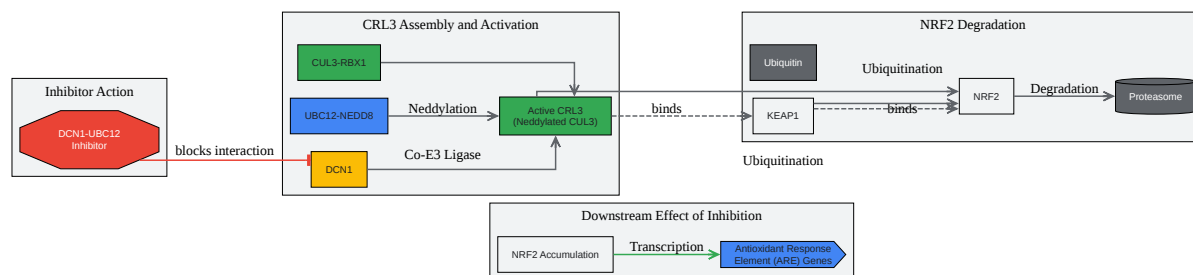 CRL3 Assembly and Activation
NRF2 Degradation
CUL3-RBX1
Ubiquitin
Ubiquitination
Inhibitor Action
DCN1-UBC12
Inhibitor
blocks interaction
UBC12-NEDD8
Neddylation
Active CRL3
(Neddylated CUL3)
binds
KEAP1
binds
NRF2
Degradation
Proteasome
DCN1
Co-E3 Ligase
Ubiquitination
Downstream Effect of Inhibition
NRF2 Accumulation
Transcription
Antioxidant Response
Element (ARE) Genes